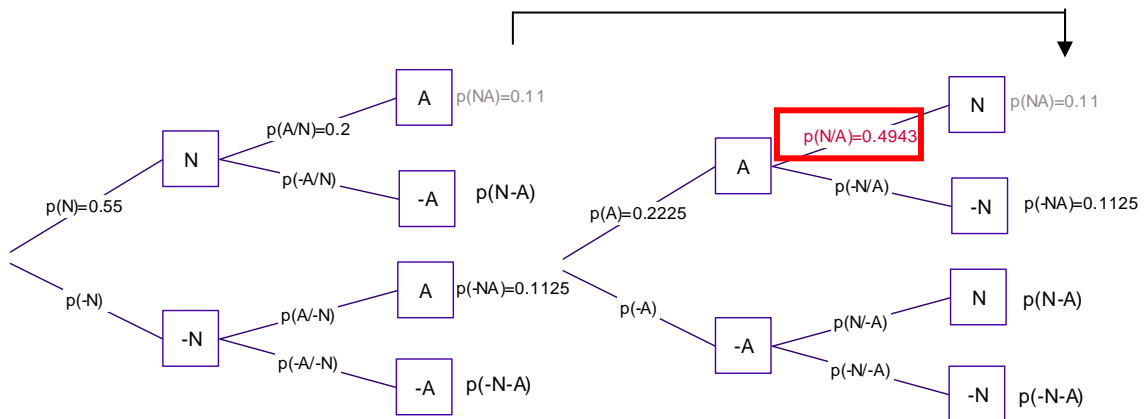 A
p(NA)=0.11
p(A/N)=0.2
N
p(-A/N)
-A
p(N-A)
p(N)=0.55
p(-N)
A
p(-NA)=0.1125
p(A/-N)
-N
p(-A/-N)
-A
p(-N-A)
N
p(NA)=0.11
p(N/A)=0.4943
A
p(-N/A)
-N
p(-NA)=0.1125
p(A)=0.2225
p(-A)
N
p(N-A)
p(N/-A)
-A
p(-N/-A)
-N
p(-N-A)